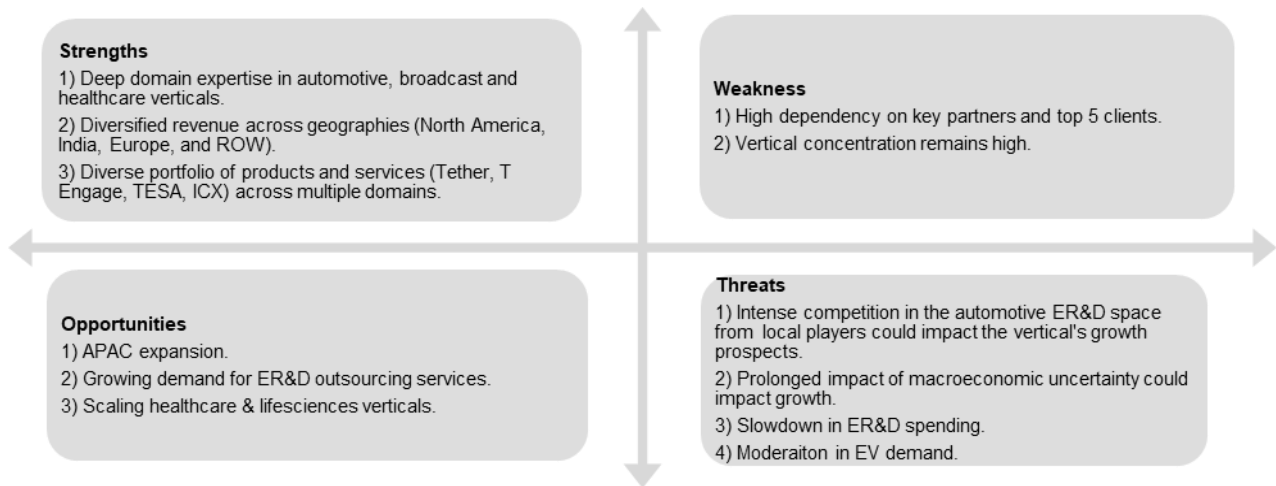 Strengths
1) Deep domain expertise in automotive, broadcast and
healthcare verticals.
2) Diversified revenue across geographies (North America,
India, Europe, and ROW).
3) Diverse portfolio of products and services (Tether, T
Engage, TESA, ICX) across multiple domains.
Weakness
1) High dependency on key partners and top 5 clients.
2) Vertical concentration remains high.
Opportunities
1) APAC expansion.
2) Growing demand for ER&D outsourcing services.
3) Scaling healthcare & lifesciences verticals.
Threats
1) Intense competition in the automotive ER&D space
from local players could impact the vertical's growth
prospects.
2) Prolonged impact of macroeconomic uncertainty could
impact growth.
3) Slowdown in ER&D spending.
4) Moderaiton in EV demand.